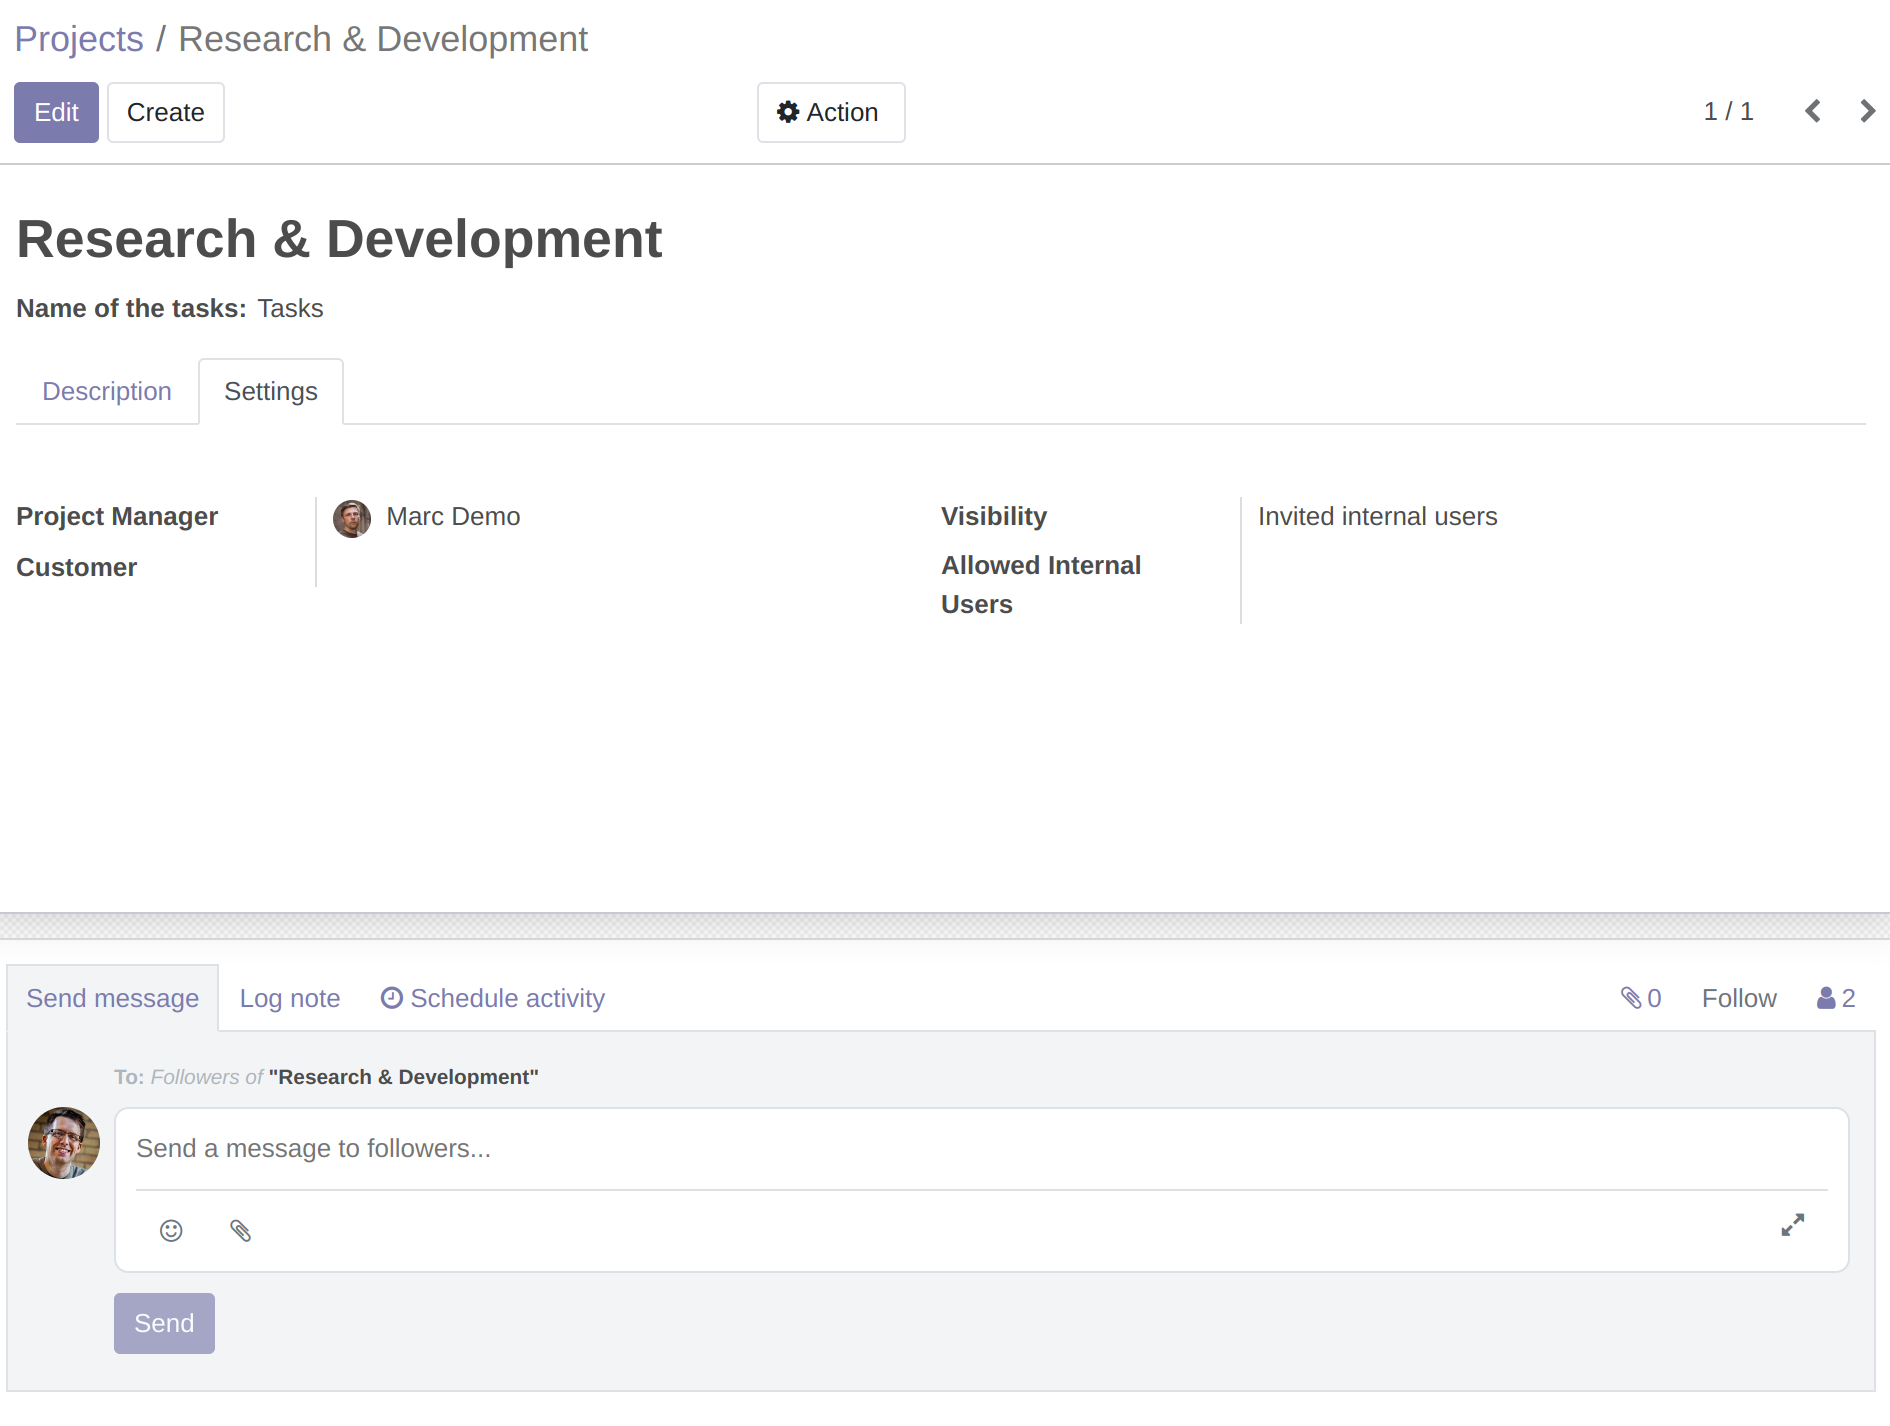 Projects / Research & Development
Edit Create Action 1 / 1
Research & Development
Name of the tasks: Tasks
Description Settings
Project Manager Marc Demo Visibility Invited internal users
Customer Allowed Internal
Users
Send message Log note Schedule activity 0 Follow 2
To: Followers of "Research & Development"
Send a message to followers...
Send